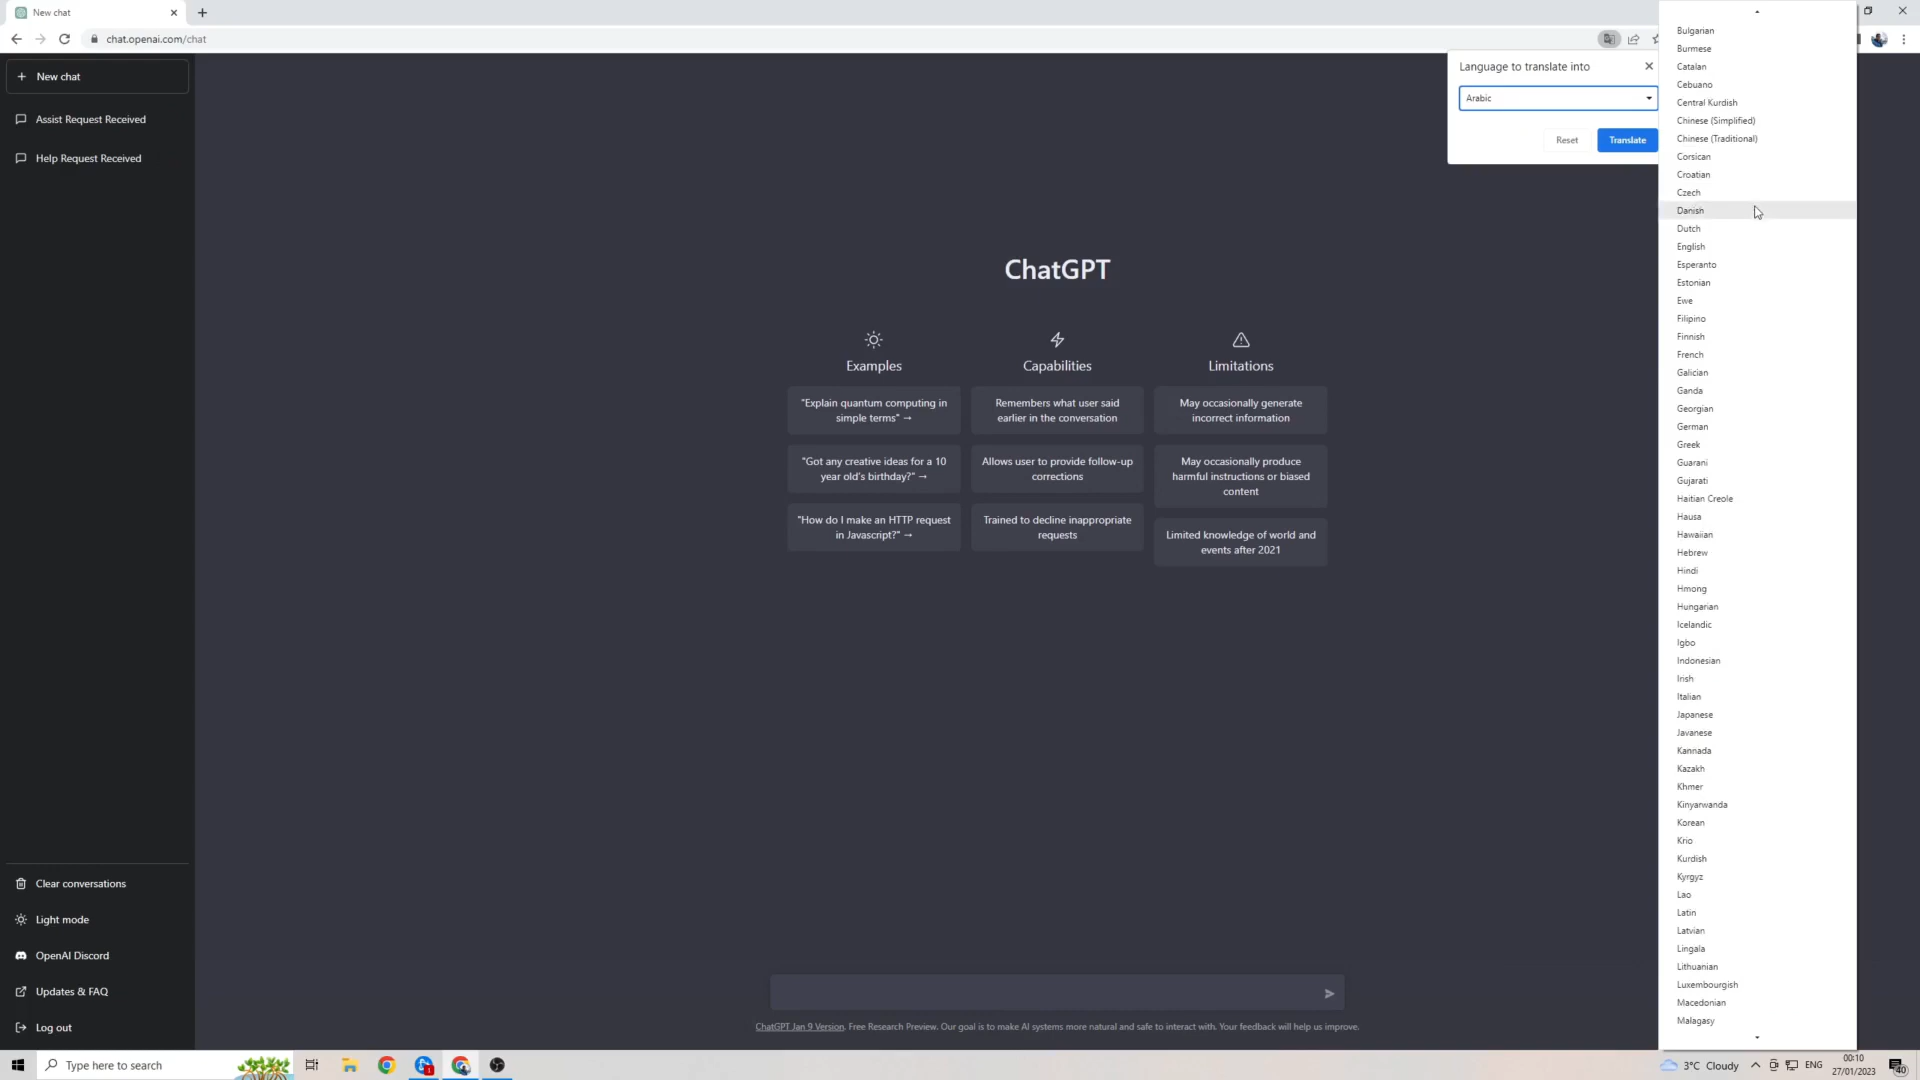 New chat
chat.openai.com/chat
New chat
Assist Request Received
Help Request Received
Clear conversations
Light mode
OpenAI Discord
Updates & FAQ
Log out
ChatGPT
Examples
"Explain quantum computing in
simple terms" →
"Got any creative ideas for a 10
year old's birthday?" →
"How do I make an HTTP request
in Javascript?" →
Capabilities
Remembers what user said
earlier in the conversation
Allows user to provide follow-up
corrections
Trained to decline inappropriate
requests
Limitations
May occasionally generate
incorrect information
May occasionally produce
harmful instructions or biased
content
Limited knowledge of world and
events after 2021
ChatGPT Jan 9 Version. Free Research Preview. Our goal is to make AI systems more natural and safe to interact with. Your feedback will help us improve.
Language to translate into
Arabic
Reset
Translate
Bulgarian
Burmese
Catalan
Cebuano
Central Kurdish
Chinese (Simplified)
Chinese (Traditional)
Corsican
Croatian
Czech
Danish
Dutch
English
Esperanto
Estonian
Ewe
Filipino
Finnish
French
Galician
Ganda
Georgian
German
Greek
Guarani
Gujarati
Haitian Creole
Hausa
Hawaiian
Hebrew
Hindi
Hmong
Hungarian
Icelandic
Igbo
Indonesian
Irish
Italian
Japanese
Javanese
Kannada
Kazakh
Khmer
Kinyarwanda
Korean
Krio
Kurdish
Kyrgyz
Lao
Latin
Latvian
Lingala
Lithuanian
Luxembourgish
Macedonian
Malagasy
Type here to search
1
3°C Cloudy
ENG
00:10
27/01/2023
40